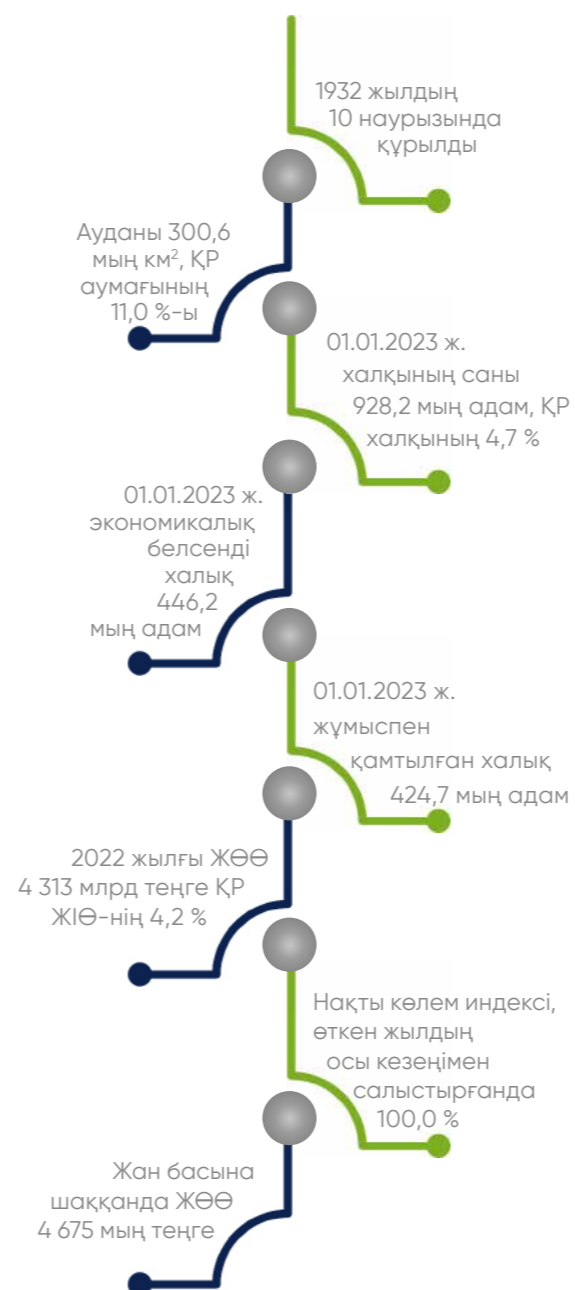 1932 жылдың
10 наурызында
құрылды
Ауданы 300,6
мың км², ҚР
аумағының
11,0 %-ы
01.01.2023 ж.
халқының саны
928,2 мың адам, ҚР
халқының 4,7 %
01.01.2023 ж.
экономикалық
белсенді
халық
446,2
мың адам
01.01.2023 ж.
жұмыспен
қамтылған халық
424,7 мың адам
2022 жылғы ЖӨӨ
4 313 млрд теңге ҚР
ЖІӨ-нің 4,2 %
Нақты көлем индексі,
өткен жылдың
осы кезеңімен
салыстырғанда
100,0 %
Жан басына
шаққанда ЖӨӨ
4 675 мың теңге